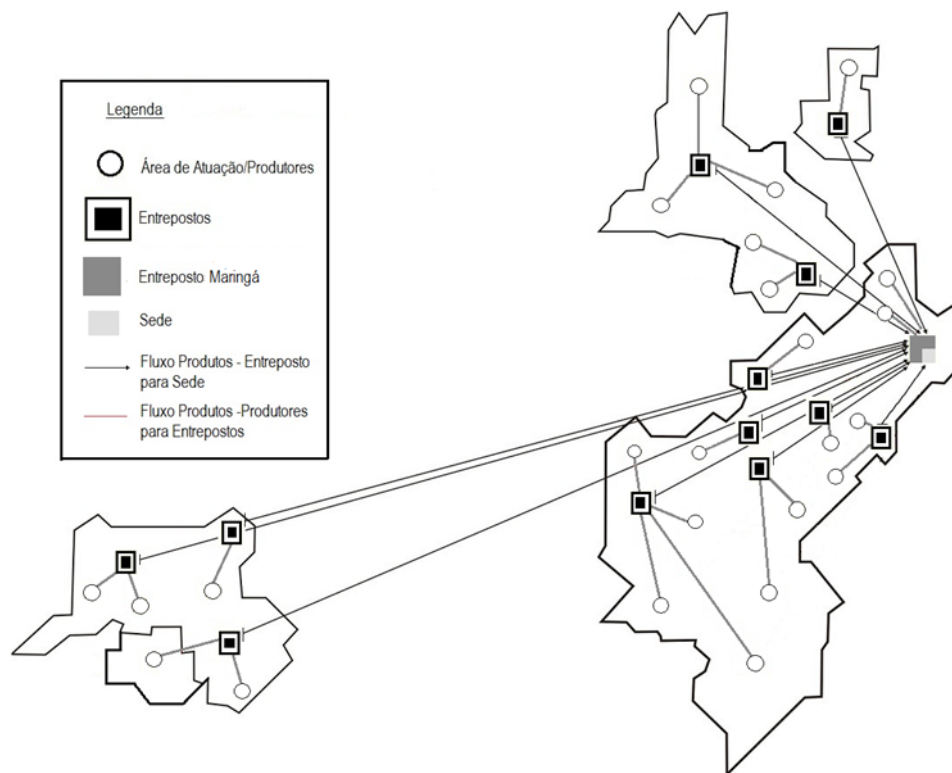 Legenda
Área de Atuação/Produtores
Entrepostos
Entreposto Maringá
Sede
Fluxo Produtos - Entreposto
para Sede
Fluxo Produtos -Produtores
para Entrepostos